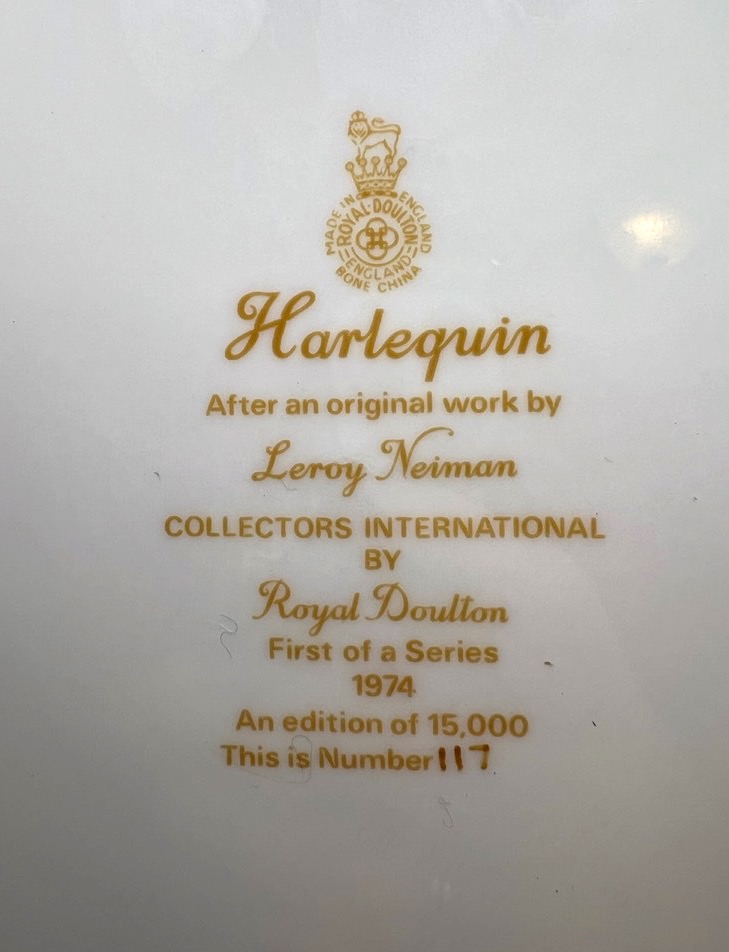 MADE IN ENGLAND
ROYAL·DOULTON
ENGLAND
BONE CHINA
Harlequin
After an original work by
Leroy Neiman
COLLECTORS INTERNATIONAL
BY
Royal Doulton
First of a Series
1974
An edition of 15,000
This is Number 117